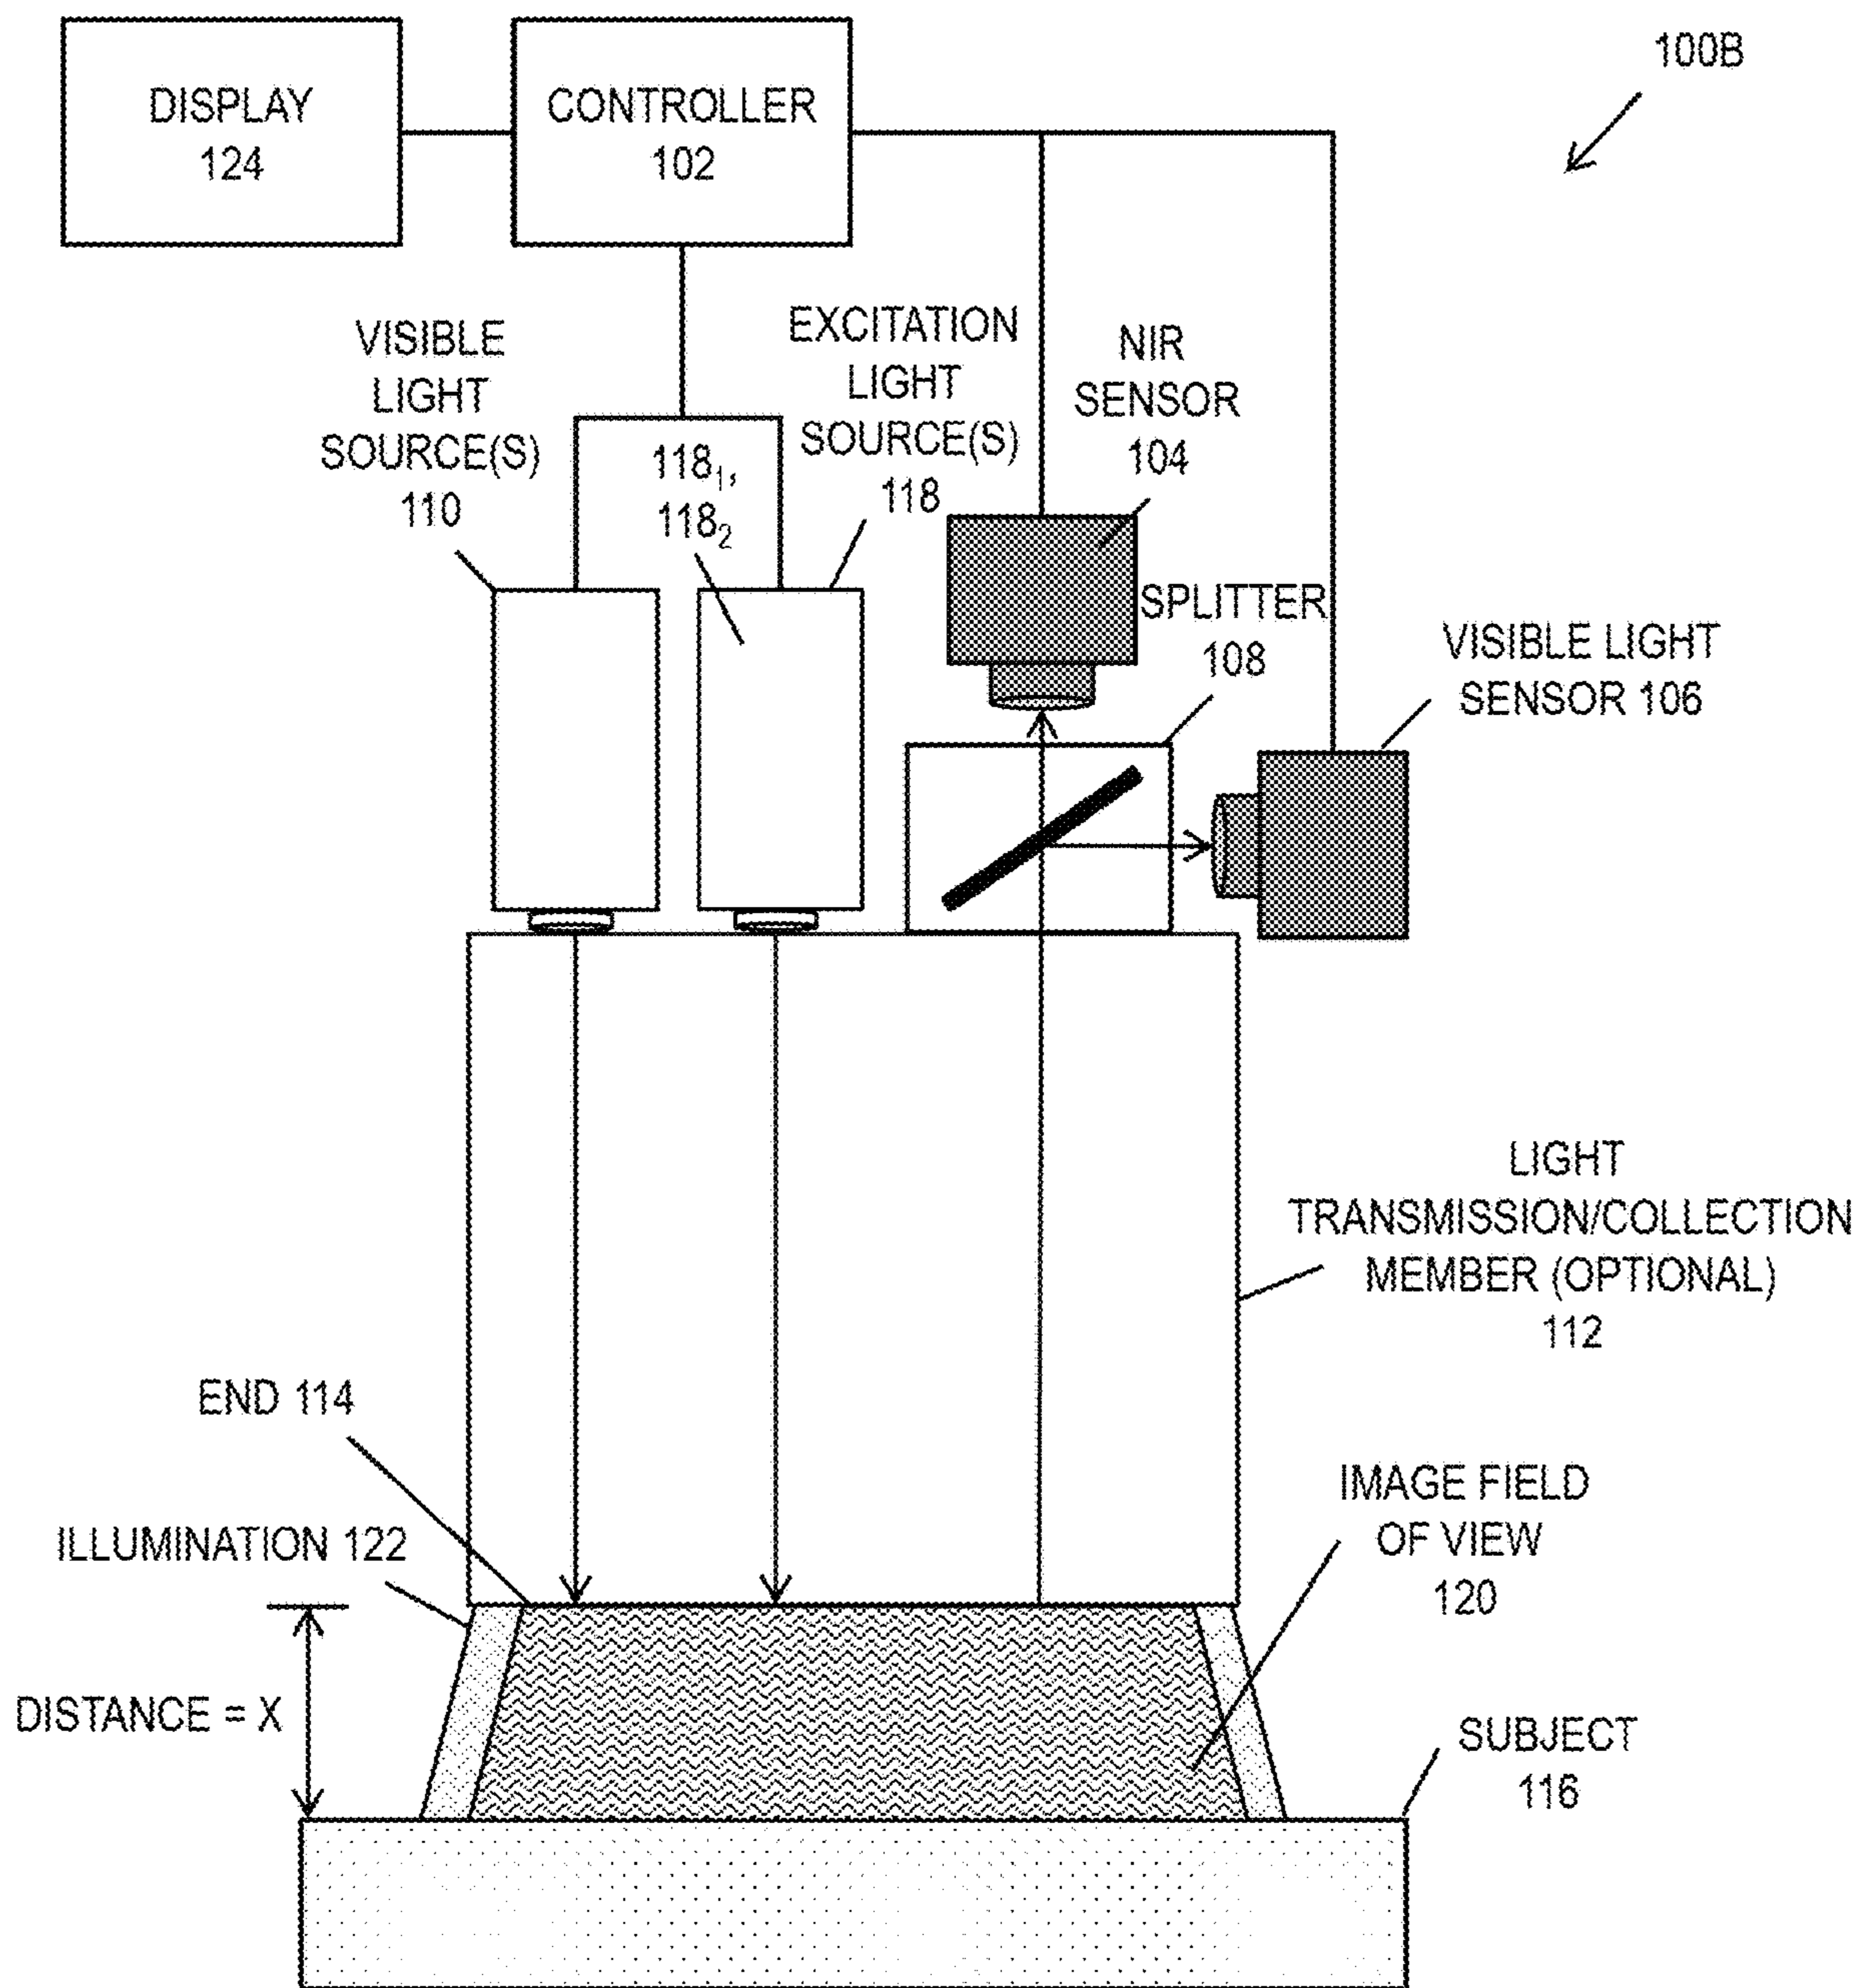 100B
DISPLAY
124
CONTROLLER
102
VISIBLE
LIGHT
SOURCE(S)
110
118₁,
118₂
EXCITATION
LIGHT
SOURCE(S)
118
NIR
SENSOR
104
SPLITTER
108
VISIBLE LIGHT
SENSOR 106
LIGHT
TRANSMISSION/COLLECTION
MEMBER (OPTIONAL)
112
END 114
ILLUMINATION 122
IMAGE FIELD
OF VIEW
120
DISTANCE = X
SUBJECT
116